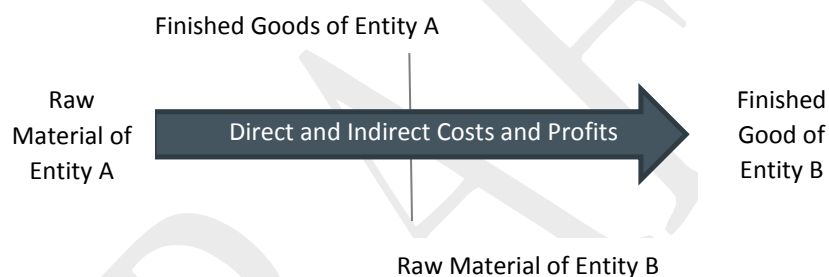 Finished Goods of Entity A
Raw
Material of
Entity A
Direct and Indirect Costs and Profits
Finished
Good of
Entity B
Raw Material of Entity B